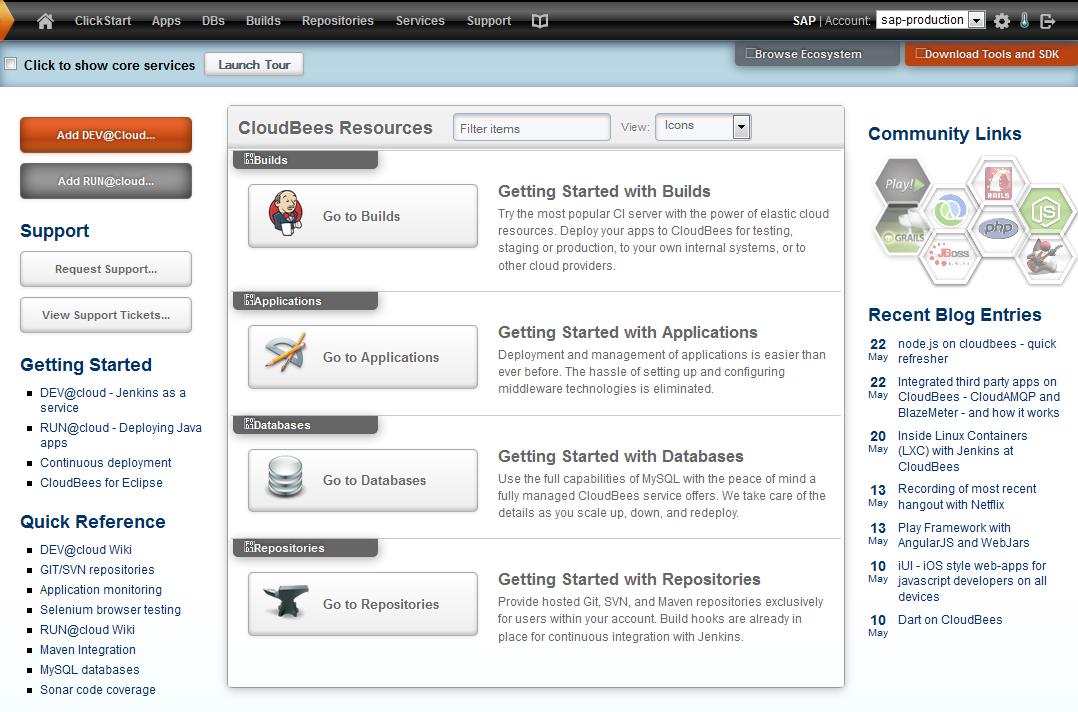 ClickStart Apps DBs Builds Repositories Services Support SAP | Account: sap-production
Click to show core services Launch Tour Browse Ecosystem Download Tools and SDK
Add DEV@Cloud...
Add RUN@cloud...
Support
Request Support...
View Support Tickets...
Getting Started
DEV@cloud - Jenkins as a
service
RUN@cloud - Deploying Java
apps
Continuous deployment
CloudBees for Eclipse
Quick Reference
DEV@cloud Wiki
GIT/SVN repositories
Application monitoring
Selenium browser testing
RUN@cloud Wiki
Maven Integration
MySQL databases
Sonar code coverage
CloudBees Resources Filter items View: Icons
Builds
Go to Builds
Getting Started with Builds
Try the most popular CI server with the power of elastic cloud
resources. Deploy your apps to CloudBees for testing,
staging or production, to your own internal systems, or to
other cloud providers.
Applications
Go to Applications
Getting Started with Applications
Deployment and management of applications is easier than
ever before. The hassle of setting up and configuring
middleware technologies is eliminated.
Databases
Go to Databases
Getting Started with Databases
Use the full capabilities of MySQL with the peace of mind a
fully managed CloudBees service offers. We take care of the
details as you scale up, down, and redeploy.
Repositories
Go to Repositories
Getting Started with Repositories
Provide hosted Git, SVN, and Maven repositories exclusively
for users within your account. Build hooks are already in
place for continuous integration with Jenkins.
Community Links
Play!
RAILS
JS
GRAILS
php
JBoss
Recent Blog Entries
22 May node.js on cloudbees - quick
refresher
22 May Integrated third party apps on
CloudBees - CloudAMQP and
BlazeMeter - and how it works
20 May Inside Linux Containers
(LXC) with Jenkins at
CloudBees
13 May Recording of most recent
hangout with Netflix
13 May Play Framework with
AngularJS and WebJars
10 May iUI - iOS style web-apps for
javascript developers on all
devices
10 May Dart on CloudBees